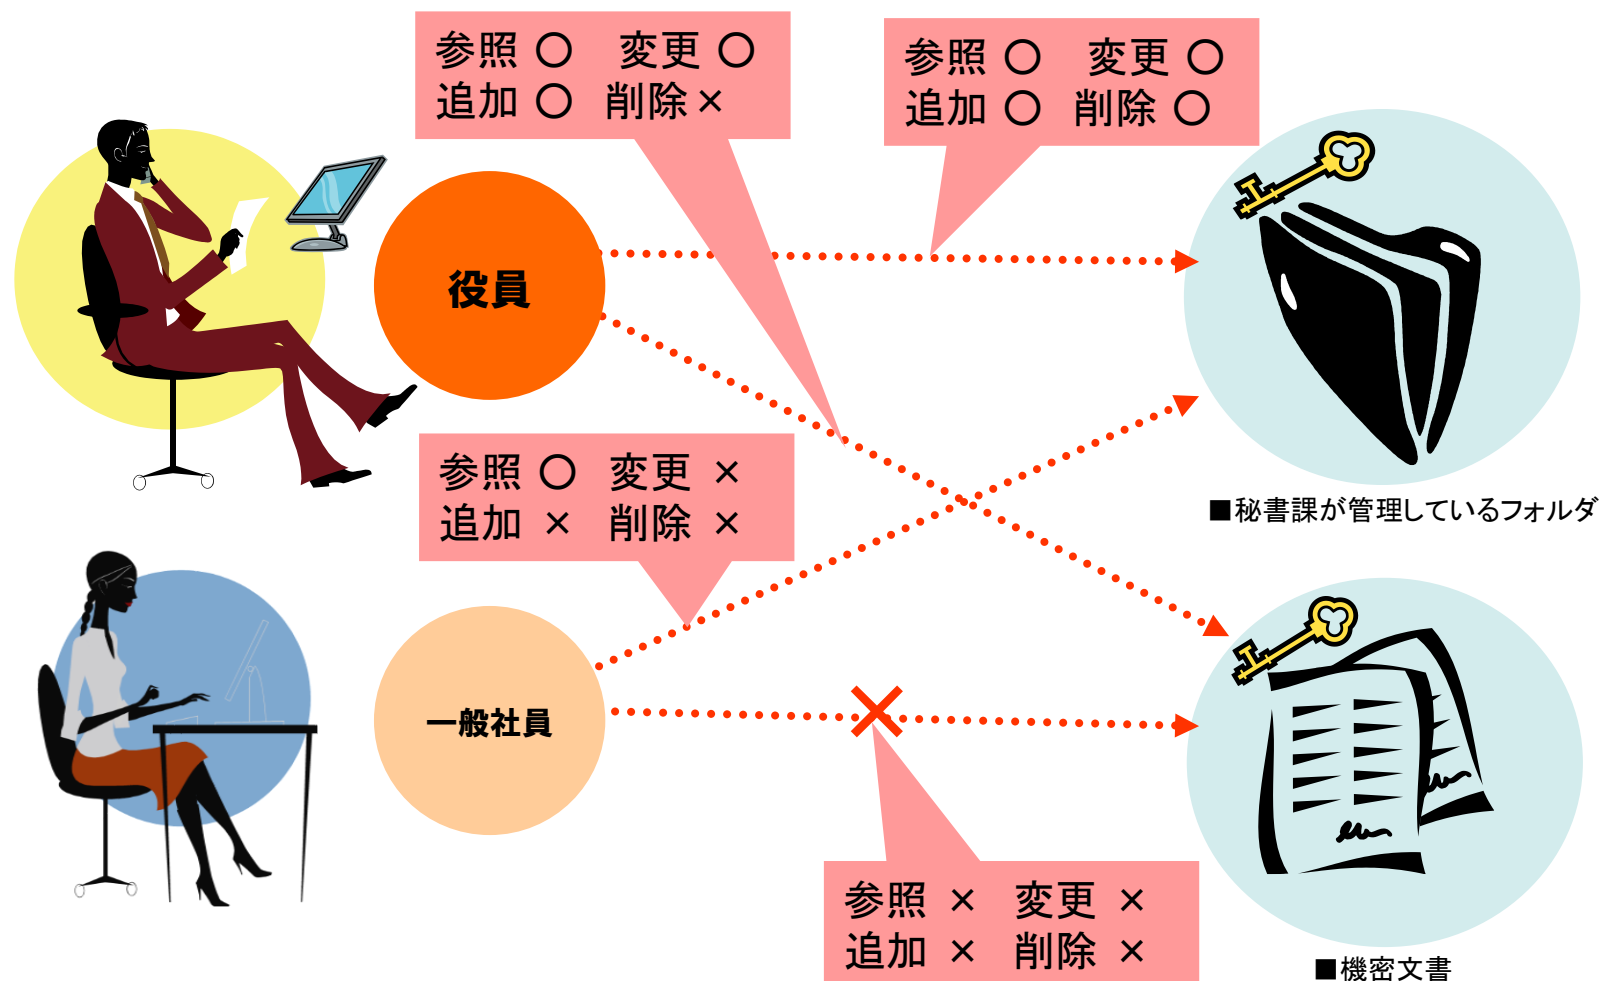 参照 ○ 変更 ○
追加 ○ 削除 ×
参照 ○ 変更 ○
追加 ○ 削除 ○
役員
参照 ○ 変更 ×
追加 × 削除 ×
■秘書課が管理しているフォルダ
一般社員
参照 × 変更 ×
追加 × 削除 ×
■機密文書